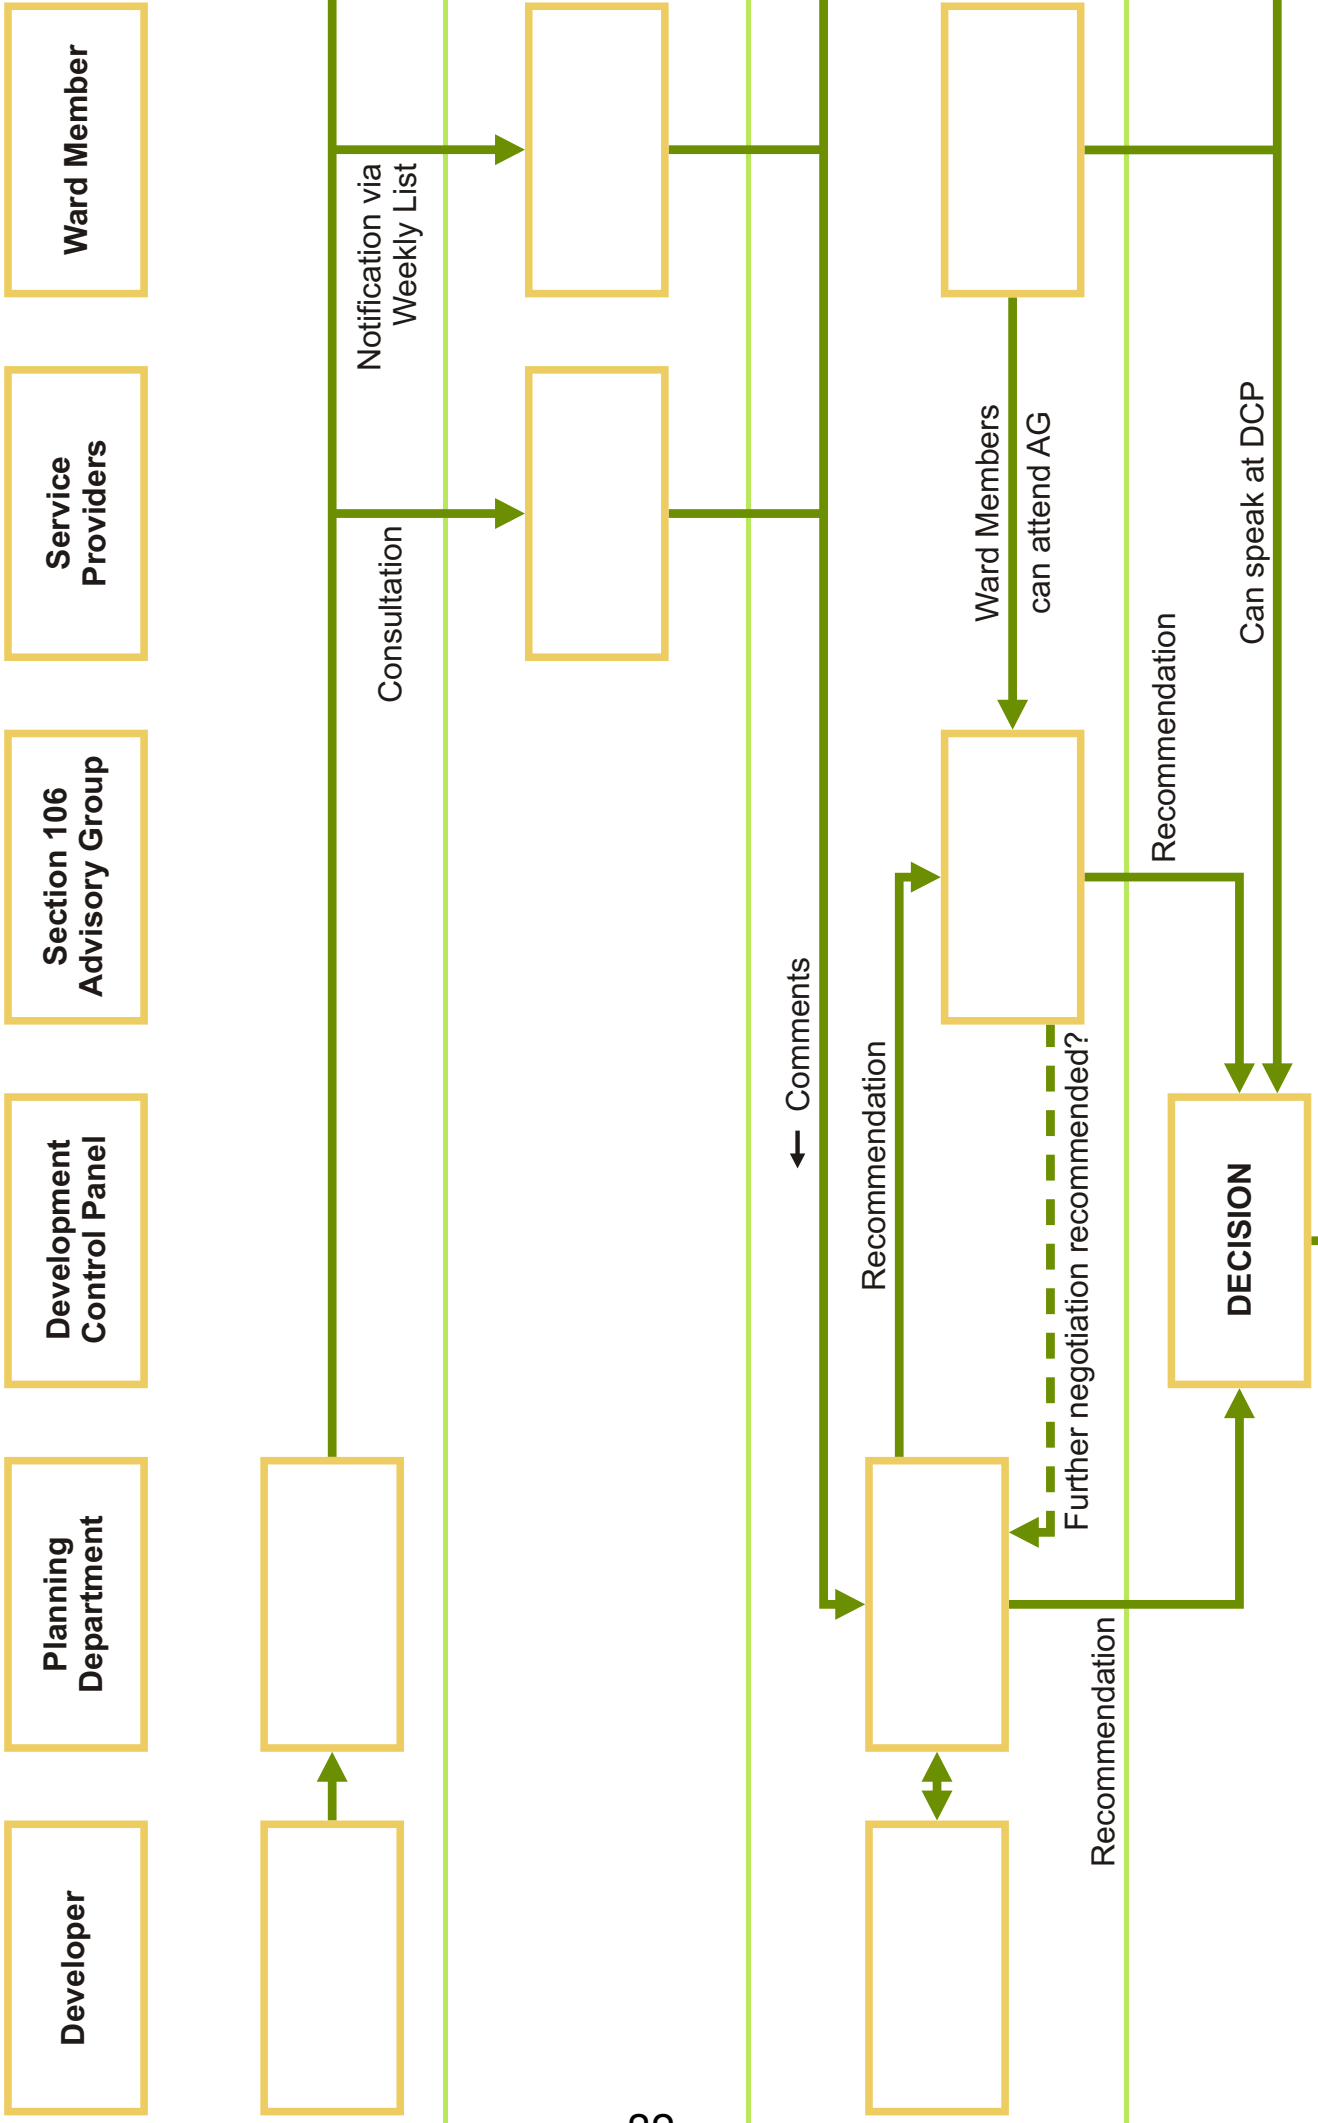 Developer
Planning
Department
Development
Control Panel
Section 106
Advisory Group
Service
Providers
Ward Member
Consultation
Notification via
Weekly List
Comments
Recommendation
Ward Members
can attend AG
Further negotiation recommended?
Recommendation
Recommendation
DECISION
Can speak at DCP